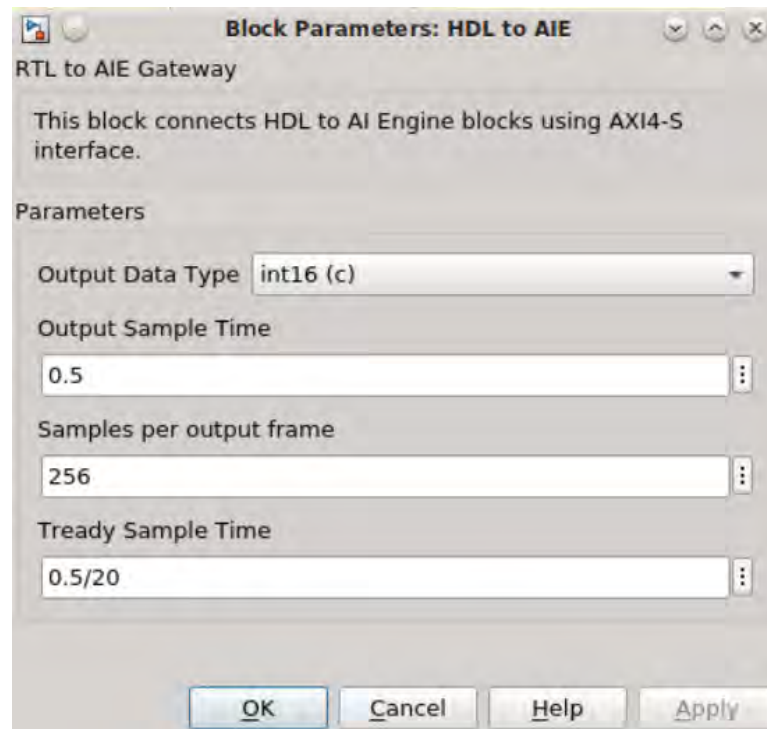 Block Parameters: HDL to AIE
RTL to AIE Gateway
This block connects HDL to AI Engine blocks using AXI4-S
interface.
Parameters
Output Data Type int16 (c)
Output Sample Time
0.5
Samples per output frame
256
Tready Sample Time
0.5/20
OK Cancel Help Apply